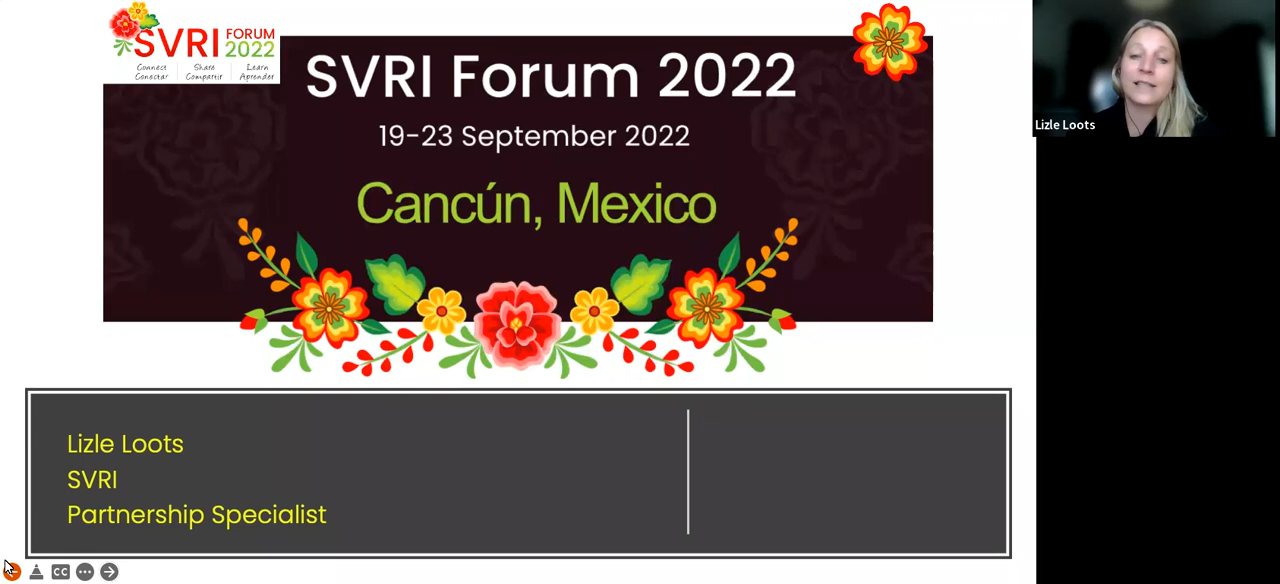 SVRI FORUM 2022
Connect Conectar
Share Compartir
Learn Aprender
SVRI Forum 2022
19-23 September 2022
Cancún, Mexico
Lizle Loots
Lizle Loots
SVRI
Partnership Specialist
CC